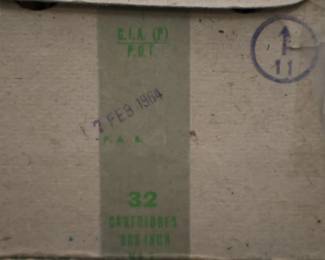 C.I.A. (P)
P.O.F.
11
7 FEB 1964
P. A. K.
32
CARTRIDGES